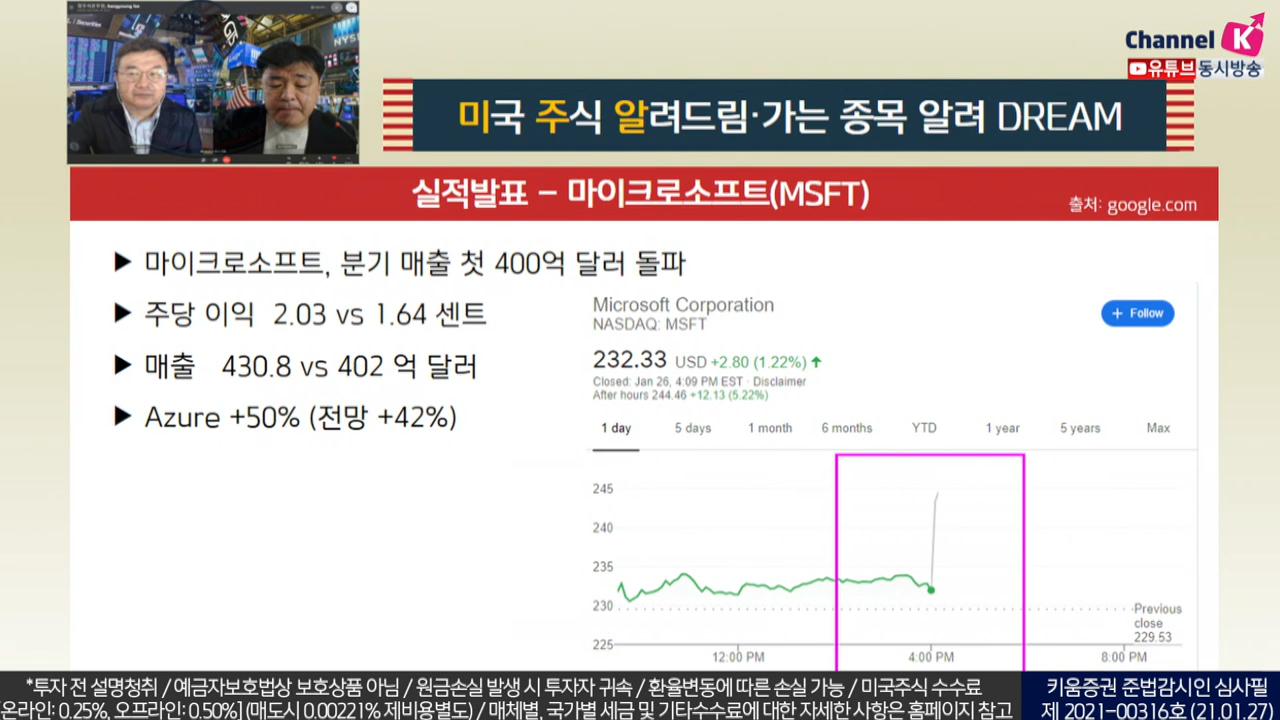 Channel K
유튜브 동시방송
NYSE
미국 주식 알려드림·가는 종목 알려 DREAM
실적발표 – 마이크로소프트(MSFT)
출처: google.com
▶ 마이크로소프트, 분기 매출 첫 400억 달러 돌파
▶ 주당 이익 2.03 vs 1.64 센트
▶ 매출 430.8 vs 402 억 달러
▶ Azure +50% (전망 +42%)
Microsoft Corporation
NASDAQ: MSFT
+ Follow
232.33 USD +2.80 (1.22%) ↑
Closed: Jan 26, 4:09 PM EST · Disclaimer
After hours 244.46 +12.13 (5.22%)
1 day 5 days 1 month 6 months YTD 1 year 5 years Max
245
240
235
230
225
Previous
close
229.53
12:00 PM 4:00 PM 8:00 PM
*투자 전 설명청취 / 예금자보호법상 보호상품 아님 / 원금손실 발생 시 투자자 귀속 / 환율변동에 따른 손실 가능 / 미국주식 수수료
[온라인: 0.25%, 오프라인: 0.50%] (매도시 0.00221% 제비용별도) / 매체별, 국가별 세금 및 기타수수료에 대한 자세한 사항은 홈페이지 참고
키움증권 준법감시인 심사필
제 2021-00316호 (21.01.27)